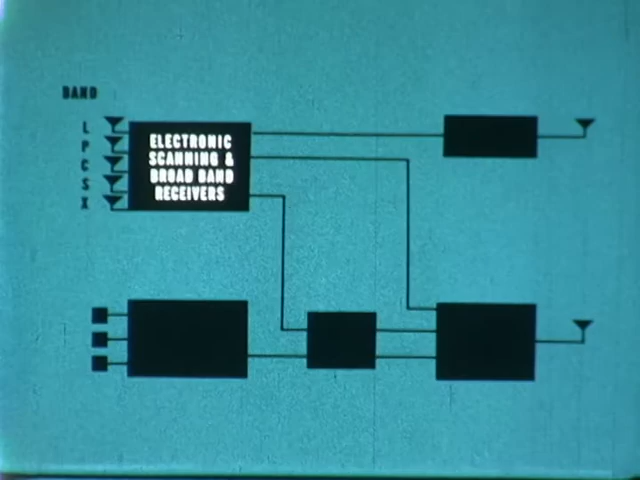 BAND
L
P
C
S
X
ELECTRONIC
SCANNING &
BROAD BAND
RECEIVERS